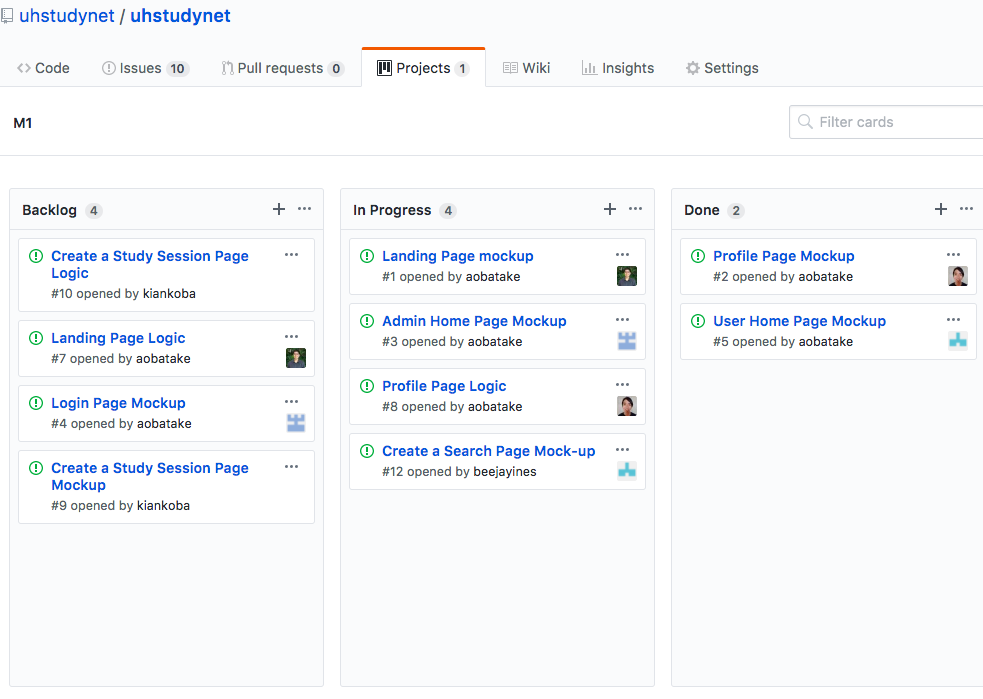 uhstudynet / uhstudynet
Code Issues 10 Pull requests 0 Projects 1 Wiki Insights Settings
M1
Filter cards
Backlog 4
Create a Study Session Page
Logic
#10 opened by kiankoba
Landing Page Logic
#7 opened by aobatake
Login Page Mockup
#4 opened by aobatake
Create a Study Session Page
Mockup
#9 opened by kiankoba
In Progress 4
Landing Page mockup
#1 opened by aobatake
Admin Home Page Mockup
#3 opened by aobatake
Profile Page Logic
#8 opened by aobatake
Create a Search Page Mock-up
#12 opened by beejayines
Done 2
Profile Page Mockup
#2 opened by aobatake
User Home Page Mockup
#5 opened by aobatake